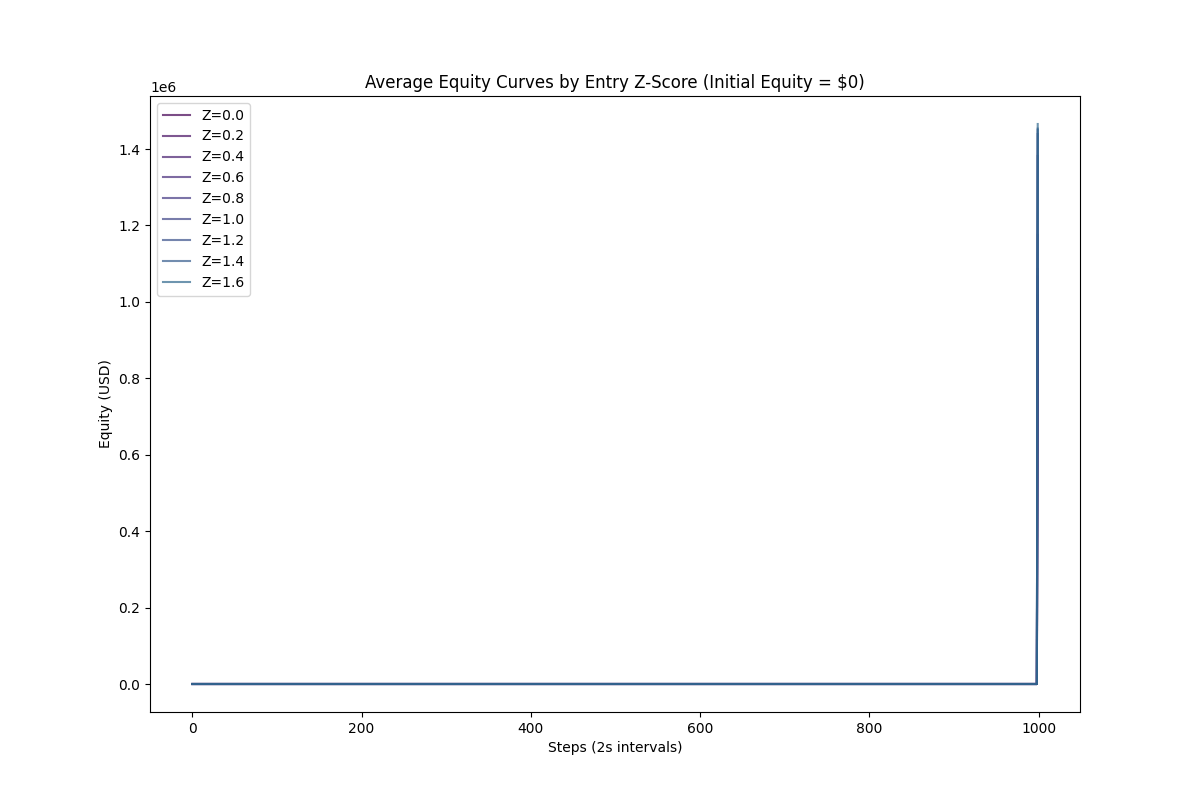 Average Equity Curves by Entry Z-Score (Initial Equity = $0)
1e6
Z=0.0
Z=0.2
Z=0.4
Z=0.6
Z=0.8
Z=1.0
Z=1.2
Z=1.4
Z=1.6
1.4
1.2
1.0
0.8
0.6
0.4
0.2
0.0
Equity (USD)
0 200 400 600 800 1000
Steps (2s intervals)